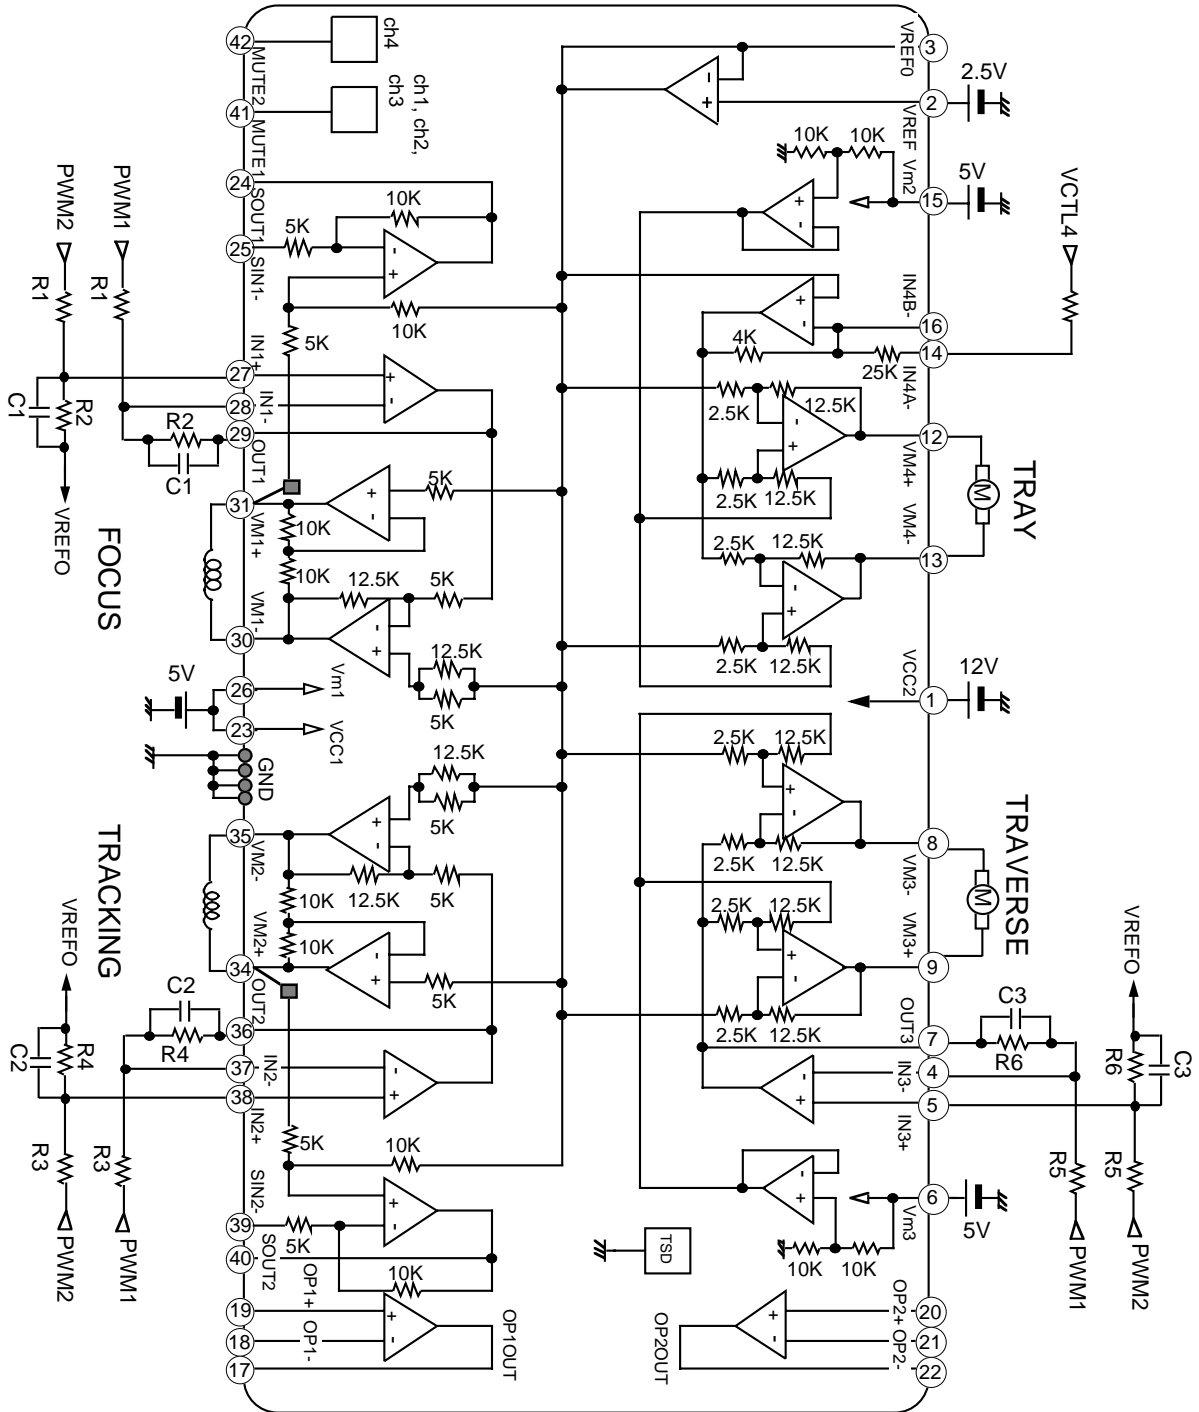 42
MUTE2
ch4
41
MUTE1
ch1, ch2,
ch3
24
SOUT1
25
SIN1-
5K
10K
10K
5K
PWM2
PWM1
R1
R1
IN1+
27
IN1-
28
29
OUT1
C1
R2
R2
C1
VREFO
FOCUS
31
VM1+
10K
10K
5K
VM1-
30
12.5K
5K
12.5K
5K
5V
26
Vm1
23
VCC1
GND
12.5K
5K
35
VM2-
12.5K
5K
10K
10K
VM2+
34
5K
TRACKING
VREFO
C2
R4
OUT2
36
37
IN2-
38
IN2+
C2
R4
R3
R3
PWM2
PWM1
5K
10K
SIN2-
39
5K
40
SOUT2
10K
OP1+
19
18
OP1-
17
OP1OUT
3
VREF0
2
VREF
2.5V
10K
10K
Vm2
15
5V
VCTL4
IN4B-
16
14
IN4A-
4K
25K
2.5K
12.5K
12
VM4+
2.5K
12.5K
VM4-
13
M
TRAY
2.5K
12.5K
2.5K
12.5K
VCC2
1
12V
2.5K
12.5K
2.5K
12.5K
8
VM3-
M
TRAVERSE
2.5K
12.5K
VM3+
9
2.5K
12.5K
OUT3
7
C3
R6
VREFO
R6
C3
IN3-
4
5
IN3+
R5
R5
PWM1
PWM2
6
Vm3
5V
10K
10K
TSD
OP2+
20
21
OP2-
22
OP2OUT